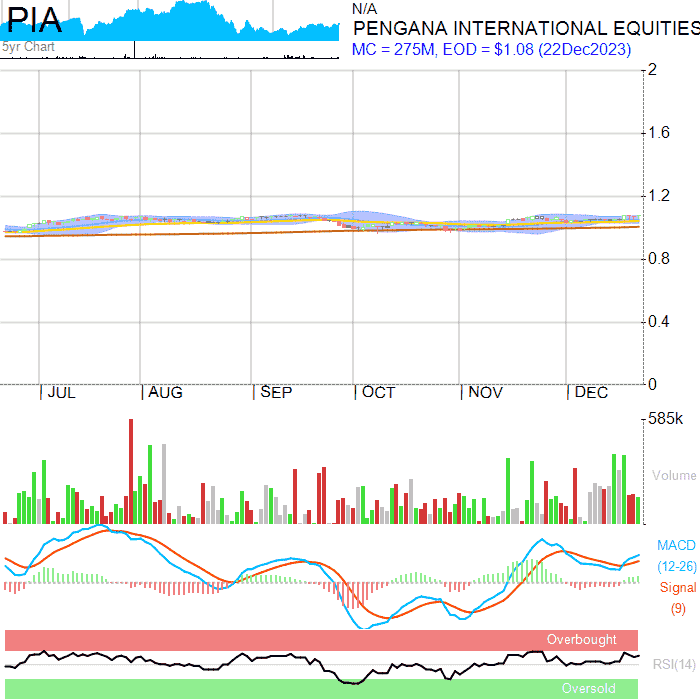 PIA
N/A
PENGANA INTERNATIONAL EQUITIES
5yr Chart
MC = 275M, EOD = $1.08 (22Dec2023)
2
1.6
1.2
0.8
0.4
0
JUL AUG SEP OCT NOV DEC
585k
Volume
MACD
(12-26)
Signal
(9)
Overbought
RSI(14)
Oversold